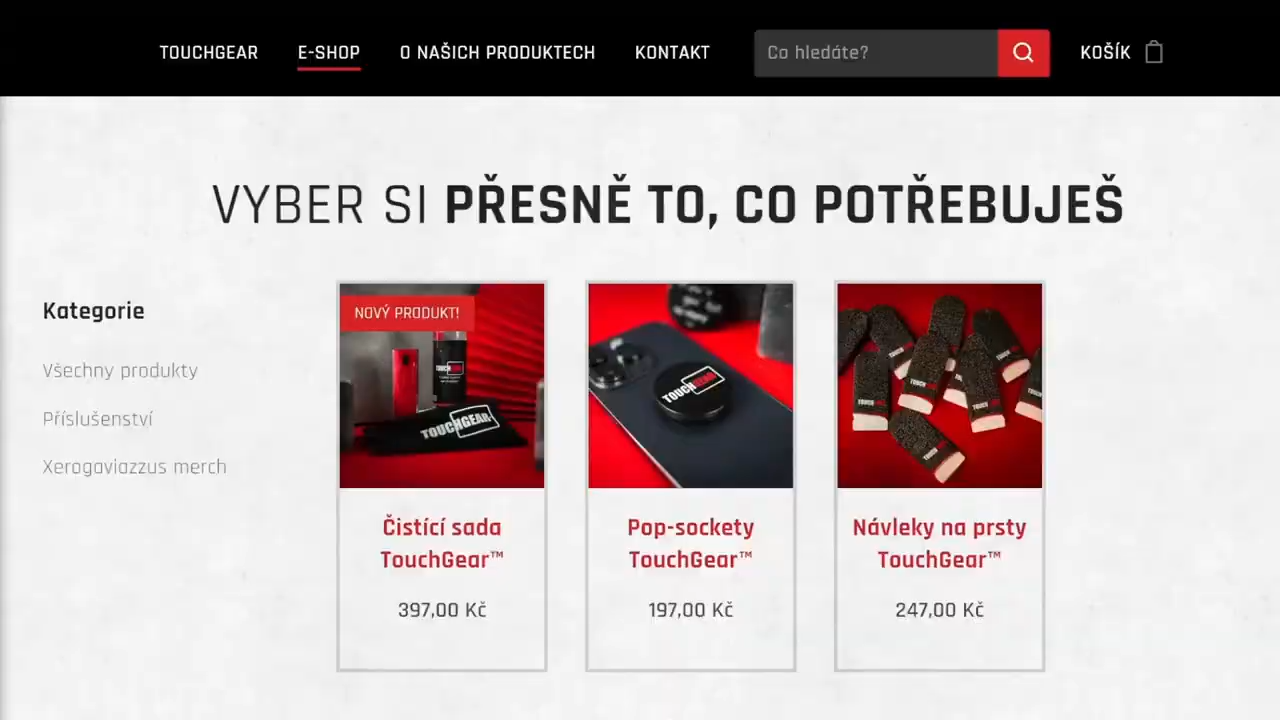 TOUCHGEAR
E-SHOP
O NAŠICH PRODUKTECH
KONTAKT
Co hledáte?
KOŠÍK
VYBER SI PŘESNĚ TO, CO POTŘEBUJEŠ
Kategorie
Všechny produkty
Příslušenství
Xerogaviazzus merch
NOVÝ PRODUKT!
TOUCHGEAR
TOUCHGEAR
Čistící sada
TouchGear™
397,00 Kč
TOUCHGEAR
Pop-sockety
TouchGear™
197,00 Kč
Návleky na prsty
TouchGear™
247,00 Kč